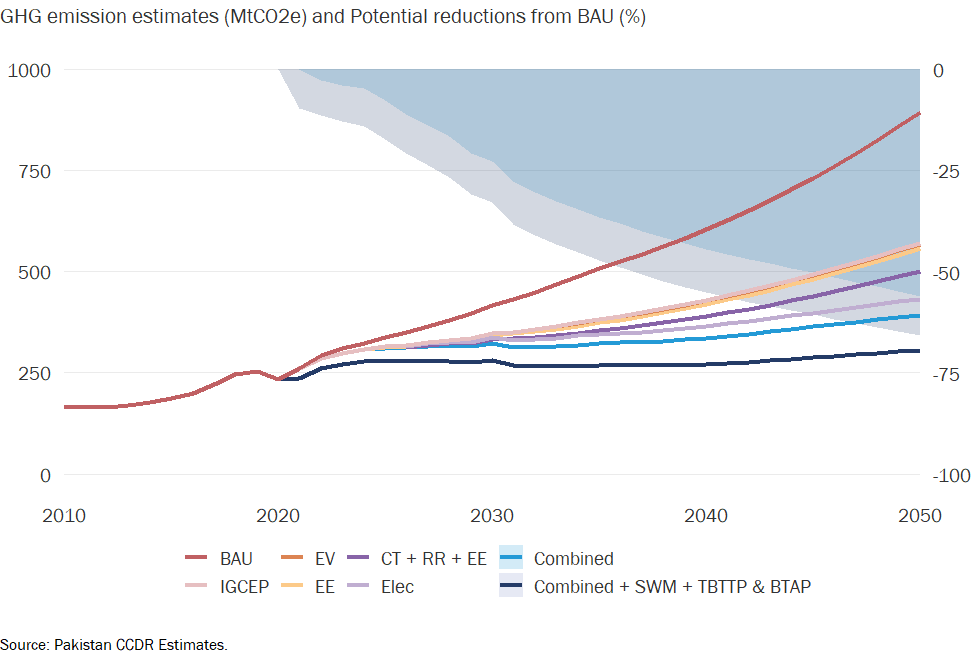 GHG emission estimates (MtCO2e) and Potential reductions from BAU (%)
1000 0
750 -25
500 -50
250 -75
0 -100
2010 2020 2030 2040 2050
BAU EV CT + RR + EE Combined
IGCEP EE Elec Combined + SWM + TBTTP & BTAP
Source: Pakistan CCDR Estimates.